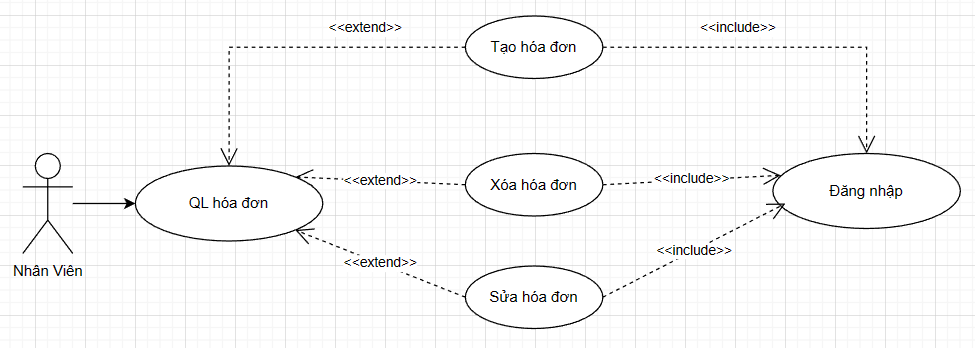 <<extend>>
Tạo hóa đơn
<<include>>
QL hóa đơn
<<extend>>
Xóa hóa đơn
<<include>>
Đăng nhập
Nhân Viên
<<extend>>
Sửa hóa đơn
<<include>>